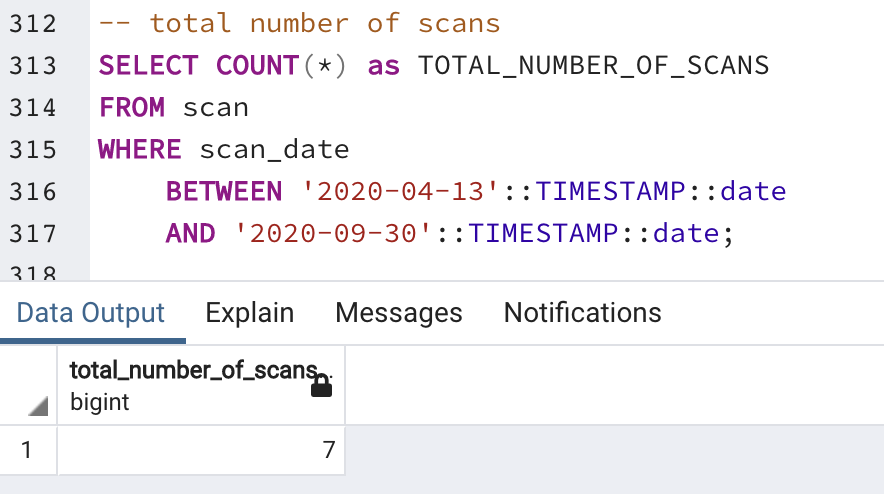 312 -- total number of scans
313 SELECT COUNT(*) as TOTAL_NUMBER_OF_SCANS
314 FROM scan
315 WHERE scan_date
316 BETWEEN '2020-04-13'::TIMESTAMP::date
317 AND '2020-09-30'::TIMESTAMP::date;
318
Data Output Explain Messages Notifications
total_number_of_scans..
bigint
1 7